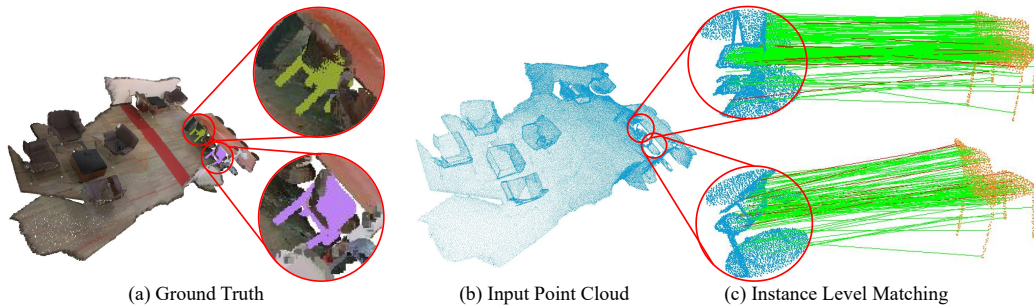 (a) Ground Truth
(b) Input Point Cloud
(c) Instance Level Matching